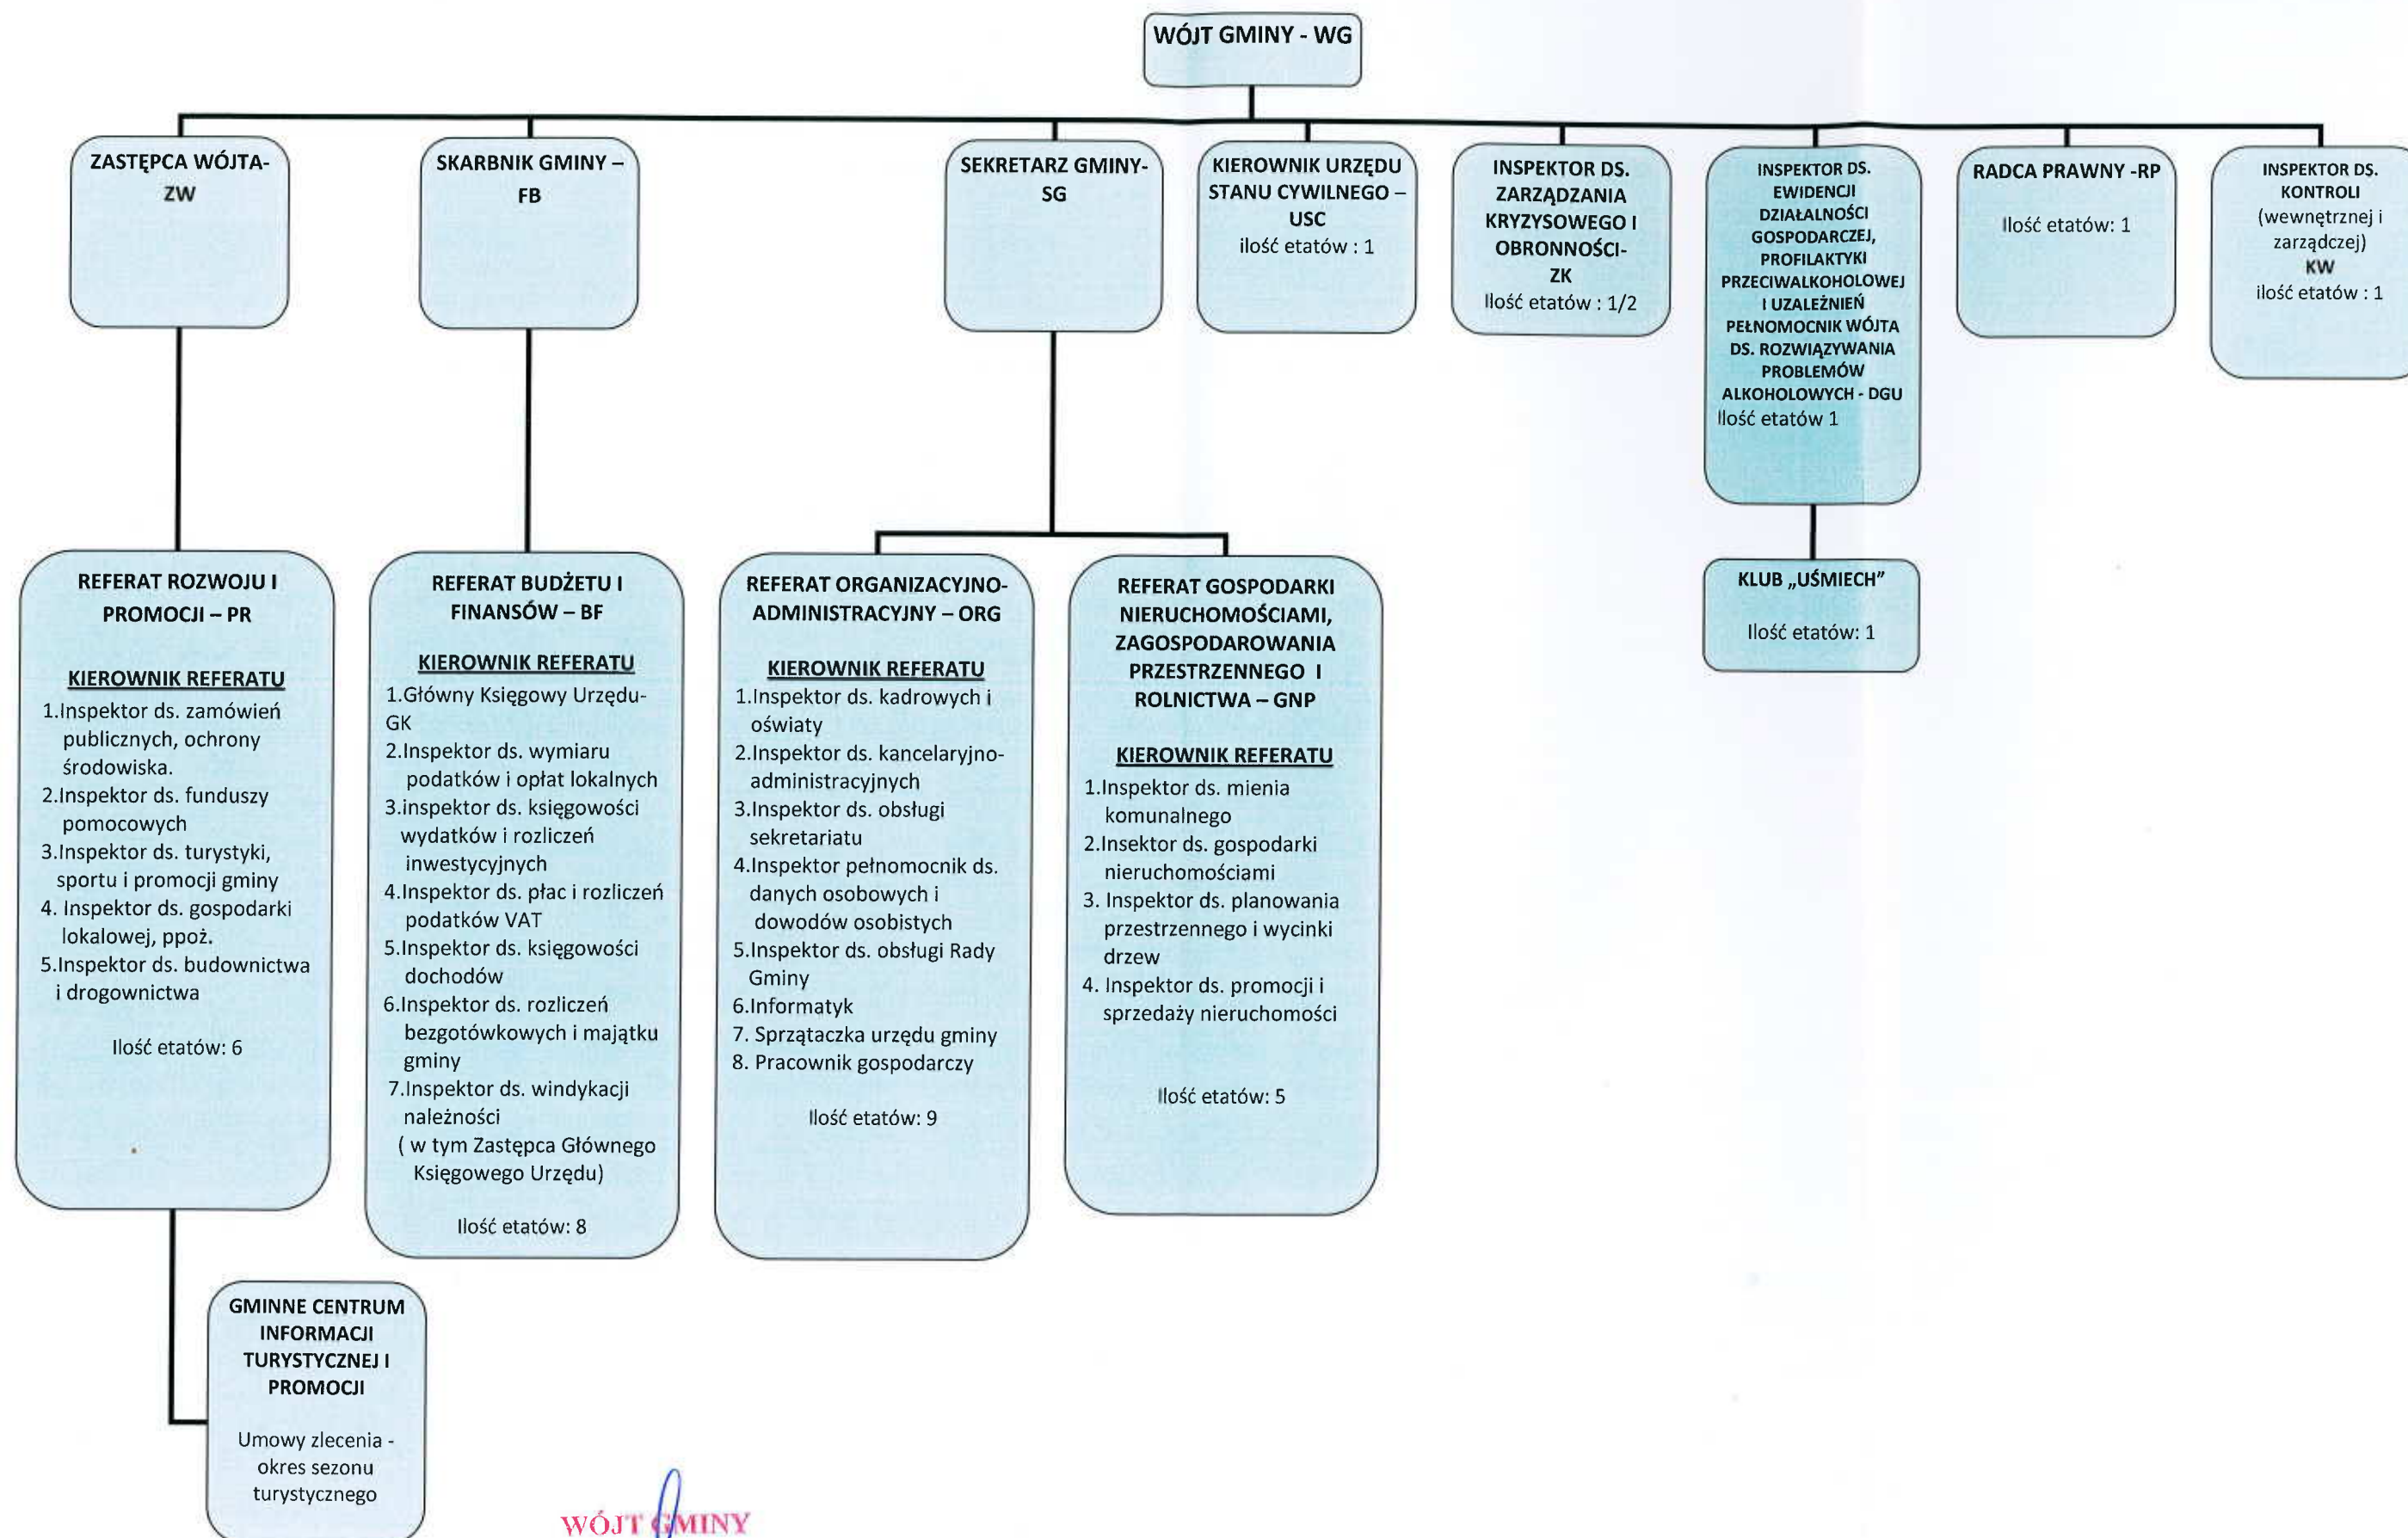 WÓJT GMINY - WG
ZASTĘPCA WÓJTA-
ZW
SKARBNIK GMINY –
FB
SEKRETARZ GMINY-
SG
KIEROWNIK URZĘDU
STANU CYWILNEGO –
USC
ilość etatów : 1
INSPEKTOR DS.
ZARZĄDZANIA
KRYZYSOWEGO I
OBRONNOŚCI-
ZK
Ilość etatów : 1/2
INSPEKTOR DS.
EWIDENCJI
DZIAŁALNOŚCI
GOSPODARCZEJ,
PROFILAKTYKI
PRZECIWALKOHOLOWEJ
I UZALEŻNIEŃ
PEŁNOMOCNIK WÓJTA
DS. ROZWIĄZYWANIA
PROBLEMÓW
ALKOHOLOWYCH - DGU
Ilość etatów 1
RADCA PRAWNY -RP
Ilość etatów: 1
INSPEKTOR DS.
KONTROLI
(wewnętrznej i
zarządczej)
KW
ilość etatów : 1
REFERAT ROZWOJU I
PROMOCJI – PR
KIEROWNIK REFERATU
1.Inspektor ds. zamówień
publicznych, ochrony
środowiska.
2.Inspektor ds. funduszy
pomocowych
3.Inspektor ds. turystyki,
sportu i promocji gminy
4. Inspektor ds. gospodarki
lokalowej, ppoż.
5.Inspektor ds. budownictwa
i drogownictwa
Ilość etatów: 6
REFERAT BUDŻETU I
FINANSÓW – BF
KIEROWNIK REFERATU
1.Główny Księgowy Urzędu-
GK
2.Inspektor ds. wymiaru
podatków i opłat lokalnych
3.inspektor ds. księgowości
wydatków i rozliczeń
inwestycyjnych
4.Inspektor ds. płac i rozliczeń
podatków VAT
5.Inspektor ds. księgowości
dochodów
6.Inspektor ds. rozliczeń
bezgotówkowych i majątku
gminy
7.Inspektor ds. windykacji
należności
( w tym Zastępca Głównego
Księgowego Urzędu)
Ilość etatów: 8
REFERAT ORGANIZACYJNO-
ADMINISTRACYJNY – ORG
KIEROWNIK REFERATU
1.Inspektor ds. kadrowych i
oświaty
2.Inspektor ds. kancelaryjno-
administracyjnych
3.Inspektor ds. obsługi
sekretariatu
4.Inspektor pełnomocnik ds.
danych osobowych i
dowodów osobistych
5.Inspektor ds. obsługi Rady
Gminy
6.Informatyk
7. Sprzątaczka urzędu gminy
8. Pracownik gospodarczy
Ilość etatów: 9
REFERAT GOSPODARKI
NIERUCHOMOŚCIAMI,
ZAGOSPODAROWANIA
PRZESTRZENNEGO I
ROLNICTWA – GNP
KIEROWNIK REFERATU
1.Inspektor ds. mienia
komunalnego
2.Insektor ds. gospodarki
nieruchomościami
3. Inspektor ds. planowania
przestrzennego i wycinki
drzew
4. Inspektor ds. promocji i
sprzedaży nieruchomości
Ilość etatów: 5
KLUB „UŚMIECH”
Ilość etatów: 1
GMINNE CENTRUM
INFORMACJI
TURYSTYCZNEJ I
PROMOCJI
Umowy zlecenia -
okres sezonu
turystycznego
WÓJT GMINY